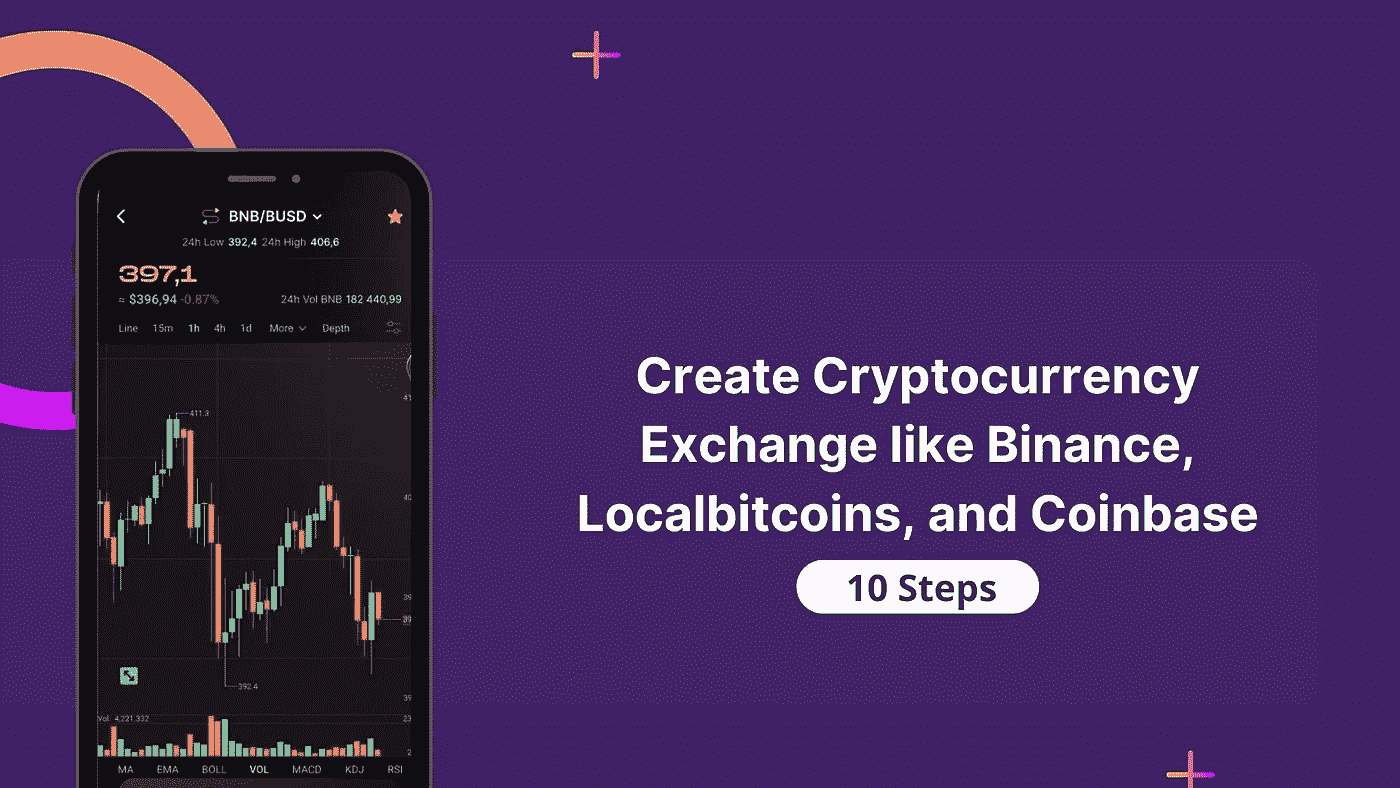 BNB/BUSD
24h Low 392,4 24h High 406,6
397,1
≈ $396,94 -0.87% 24h Vol BNB 182 440,99
Line 15m 1h 4h 1d More Depth
411.3
392.4
Vol: 4,221.332
MA EMA BOLL VOL MACD KDJ RSI
Create Cryptocurrency
Exchange like Binance,
Localbitcoins, and Coinbase
10 Steps